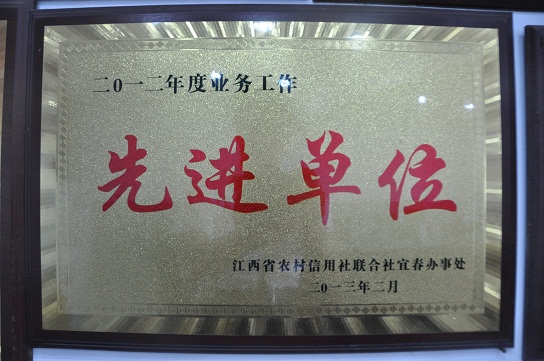 二0一二年度业务工作
先进单位
江西省农村信用社联合社宜春办事处
二0一三年二月